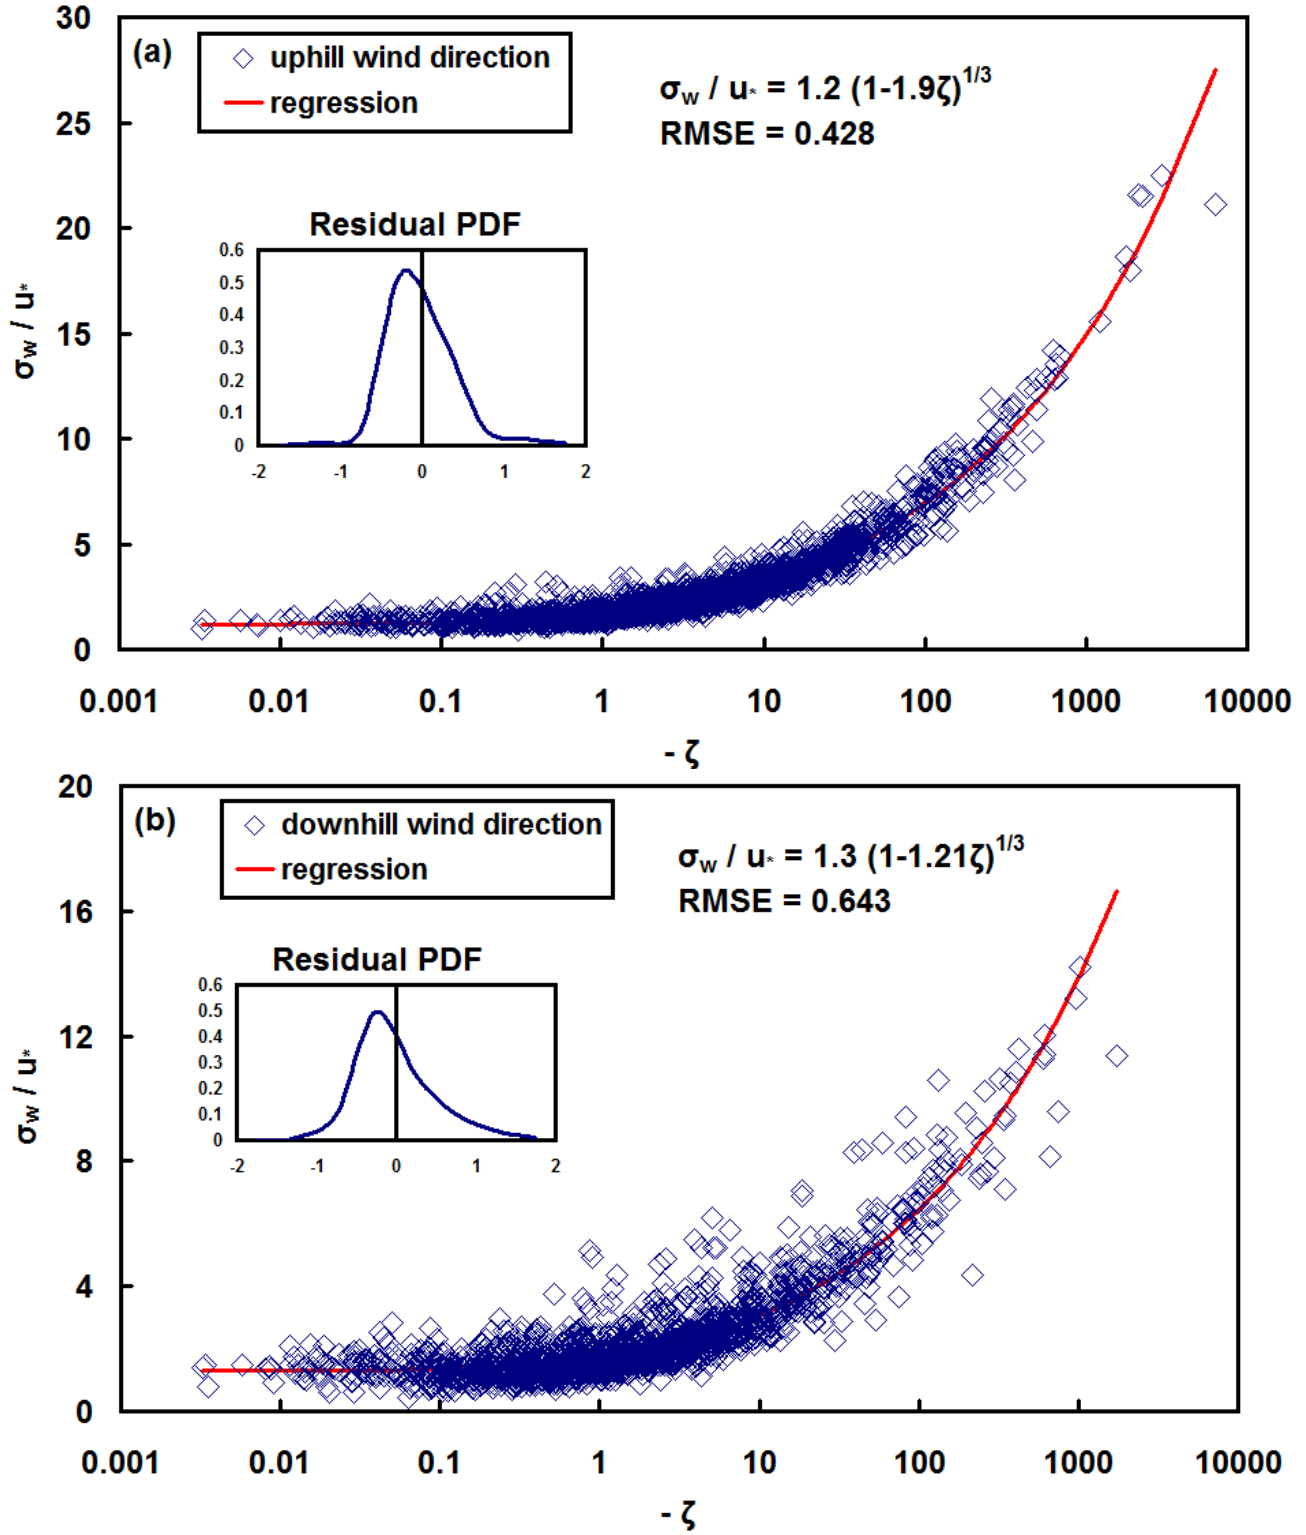 (a)
uphill wind direction
regression
σw / u* = 1.2 (1-1.9ζ)1/3
RMSE = 0.428
Residual PDF
0.6
0.5
0.4
0.3
0.2
0.1
0
-2 -1 0 1 2
30
25
20
15
10
5
0
σw / u*
0.001 0.01 0.1 1 10 100 1000 10000
- ζ
(b)
downhill wind direction
regression
σw / u* = 1.3 (1-1.21ζ)1/3
RMSE = 0.643
Residual PDF
0.6
0.5
0.4
0.3
0.2
0.1
0
-2 -1 0 1 2
20
16
12
8
4
0
σw / u*
0.001 0.01 0.1 1 10 100 1000 10000
- ζ